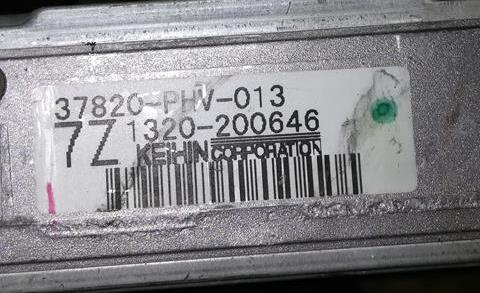 37820-PHV-013
7Z 1320-200646
KEIHIN CORPORATION